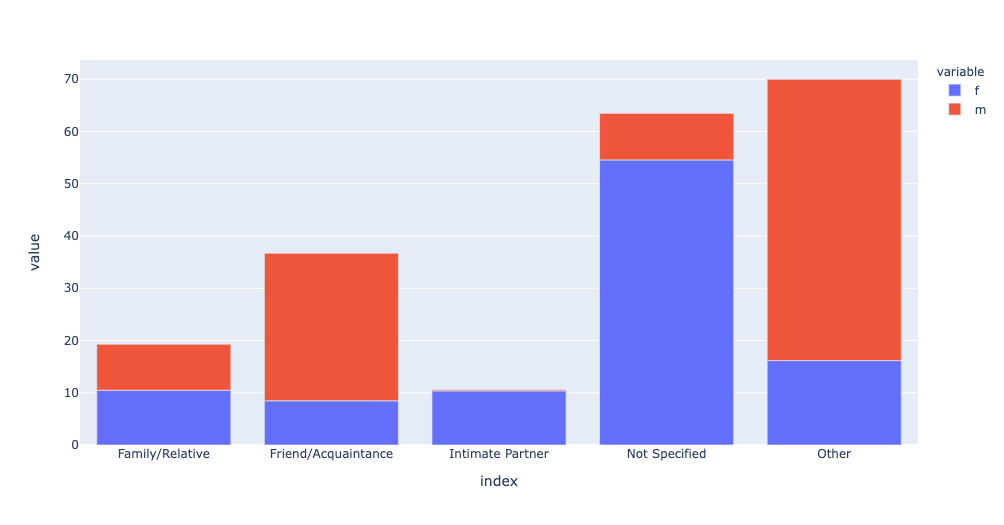 variable
f
m
70
60
50
40
30
20
10
0
value
Family/Relative
Friend/Acquaintance
Intimate Partner
Not Specified
Other
index